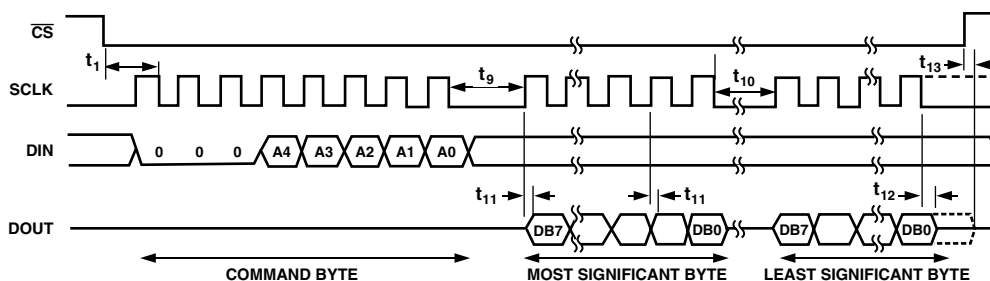 CS
t1
t9
t10
t13
SCLK
DIN
0 0 0 A4 A3 A2 A1 A0
t11
t11
t12
DOUT
DB7
DB0
DB7
DB0
COMMAND BYTE
MOST SIGNIFICANT BYTE
LEAST SIGNIFICANT BYTE